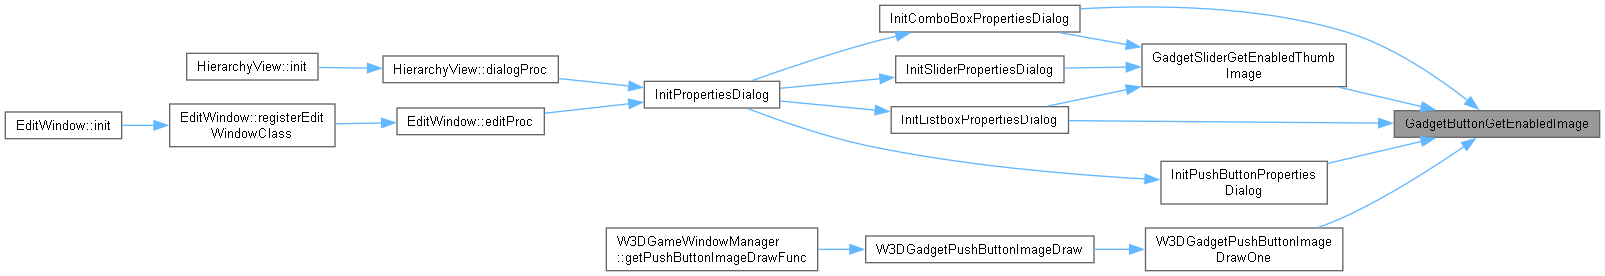 InitComboBoxPropertiesDialog
GadgetSliderGetEnabledThumb
Image
HierarchyView::init
HierarchyView::dialogProc
InitSliderPropertiesDialog
InitPropertiesDialog
EditWindow::init
EditWindow::registerEdit
WindowClass
EditWindow::editProc
InitListboxPropertiesDialog
GadgetButtonGetEnabledImage
InitPushButtonProperties
Dialog
W3DGameWindowManager
::getPushButtonImageDrawFunc
W3DGadgetPushButtonImageDraw
W3DGadgetPushButtonImage
DrawOne